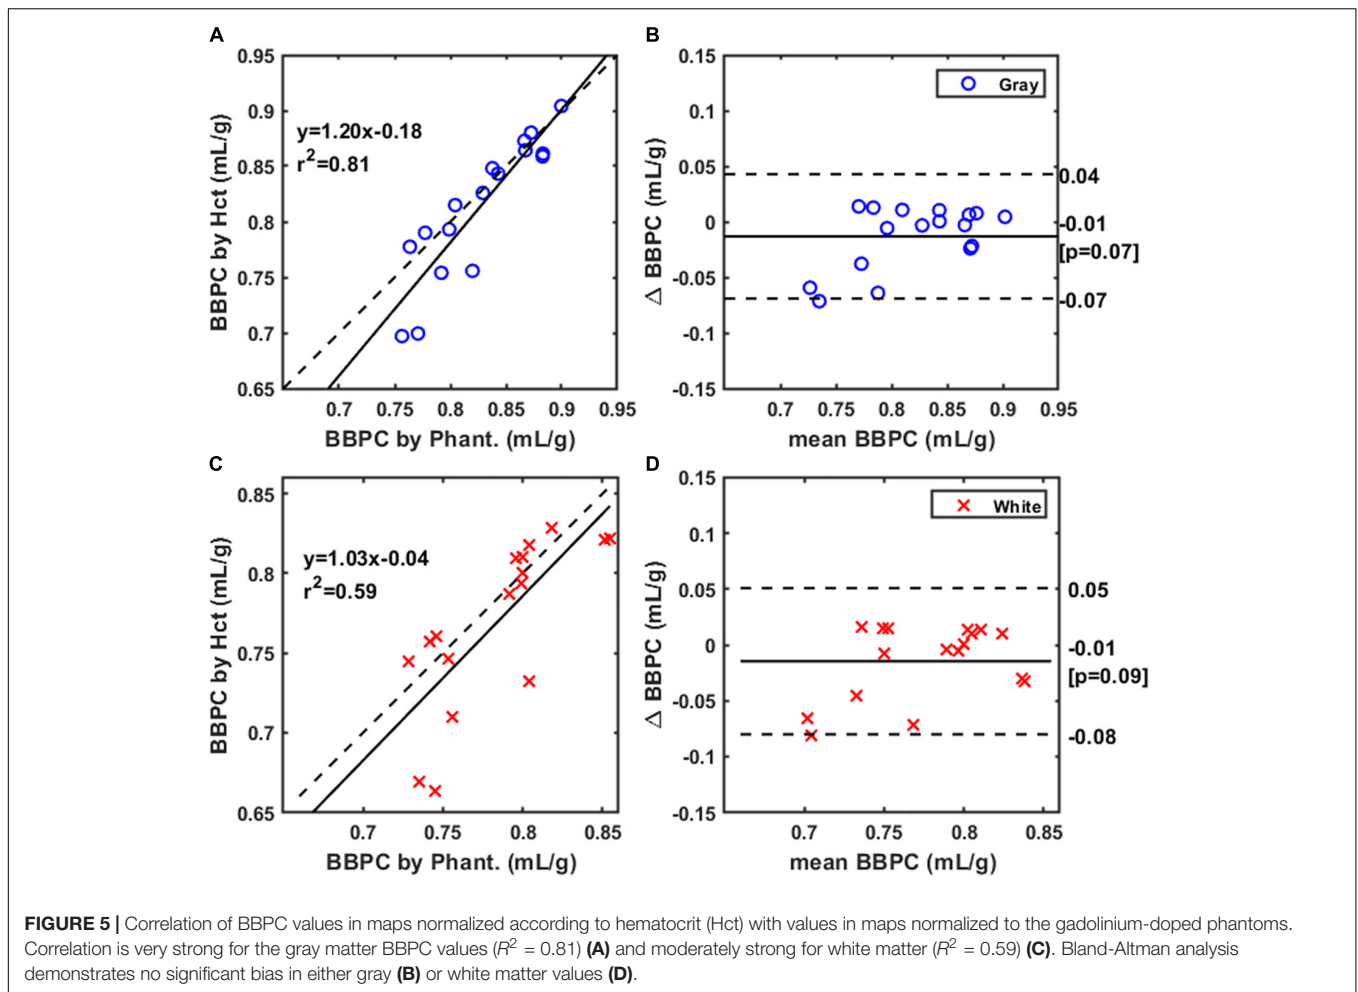 A
0.95
0.9
0.85
0.8
0.75
0.7
0.65
BBPC by Hct (mL/g)
y=1.20x-0.18
r²=0.81
0.7 0.75 0.8 0.85 0.9 0.95
BBPC by Phant. (mL/g)
B
0.15
0.1
0.05
0
-0.05
-0.1
-0.15
Δ BBPC (mL/g)
Gray
0.04
-0.01
[p=0.07]
-0.07
0.7 0.75 0.8 0.85 0.9 0.95
mean BBPC (mL/g)
C
0.85
0.8
0.75
0.7
0.65
BBPC by Hct (mL/g)
y=1.03x-0.04
r²=0.59
0.7 0.75 0.8 0.85
BBPC by Phant. (mL/g)
D
0.15
0.1
0.05
0
-0.05
-0.1
-0.15
Δ BBPC (mL/g)
White
0.05
-0.01
[p=0.09]
-0.08
0.7 0.75 0.8 0.85
mean BBPC (mL/g)
FIGURE 5 | Correlation of BBPC values in maps normalized according to hematocrit (Hct) with values in maps normalized to the gadolinium-doped phantoms.
Correlation is very strong for the gray matter BBPC values (R² = 0.81) (A) and moderately strong for white matter (R² = 0.59) (C). Bland-Altman analysis
demonstrates no significant bias in either gray (B) or white matter values (D).